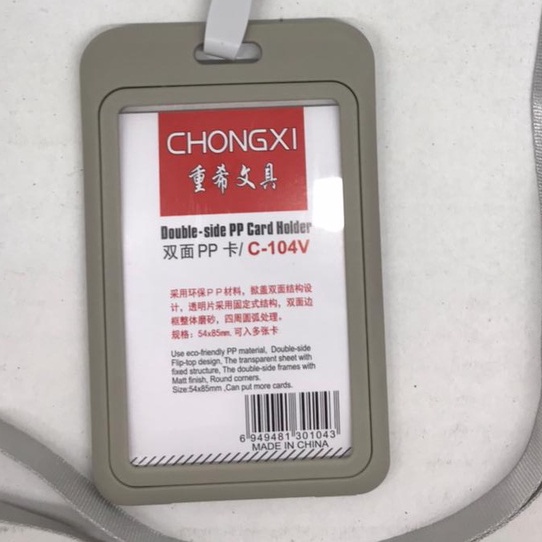 CHONGXI
重希文具
Double-side PP Card Holder
双面PP 卡/ C-104V
采用环保PP材料，掀盖双面结构设
计，透明片采用固定式结构，双面边
框整体磨砂，四周圆弧处理。
规格：54x85mm,可入多张卡
Use eco-friendly PP material, Double-side
Flip-top design, The transparent sheet with
fixed structure, The double-side frames with
Matt finish, Round corners.
Size:54x85mm ,Can put more cards.
6 949481 301043
MADE IN CHINA